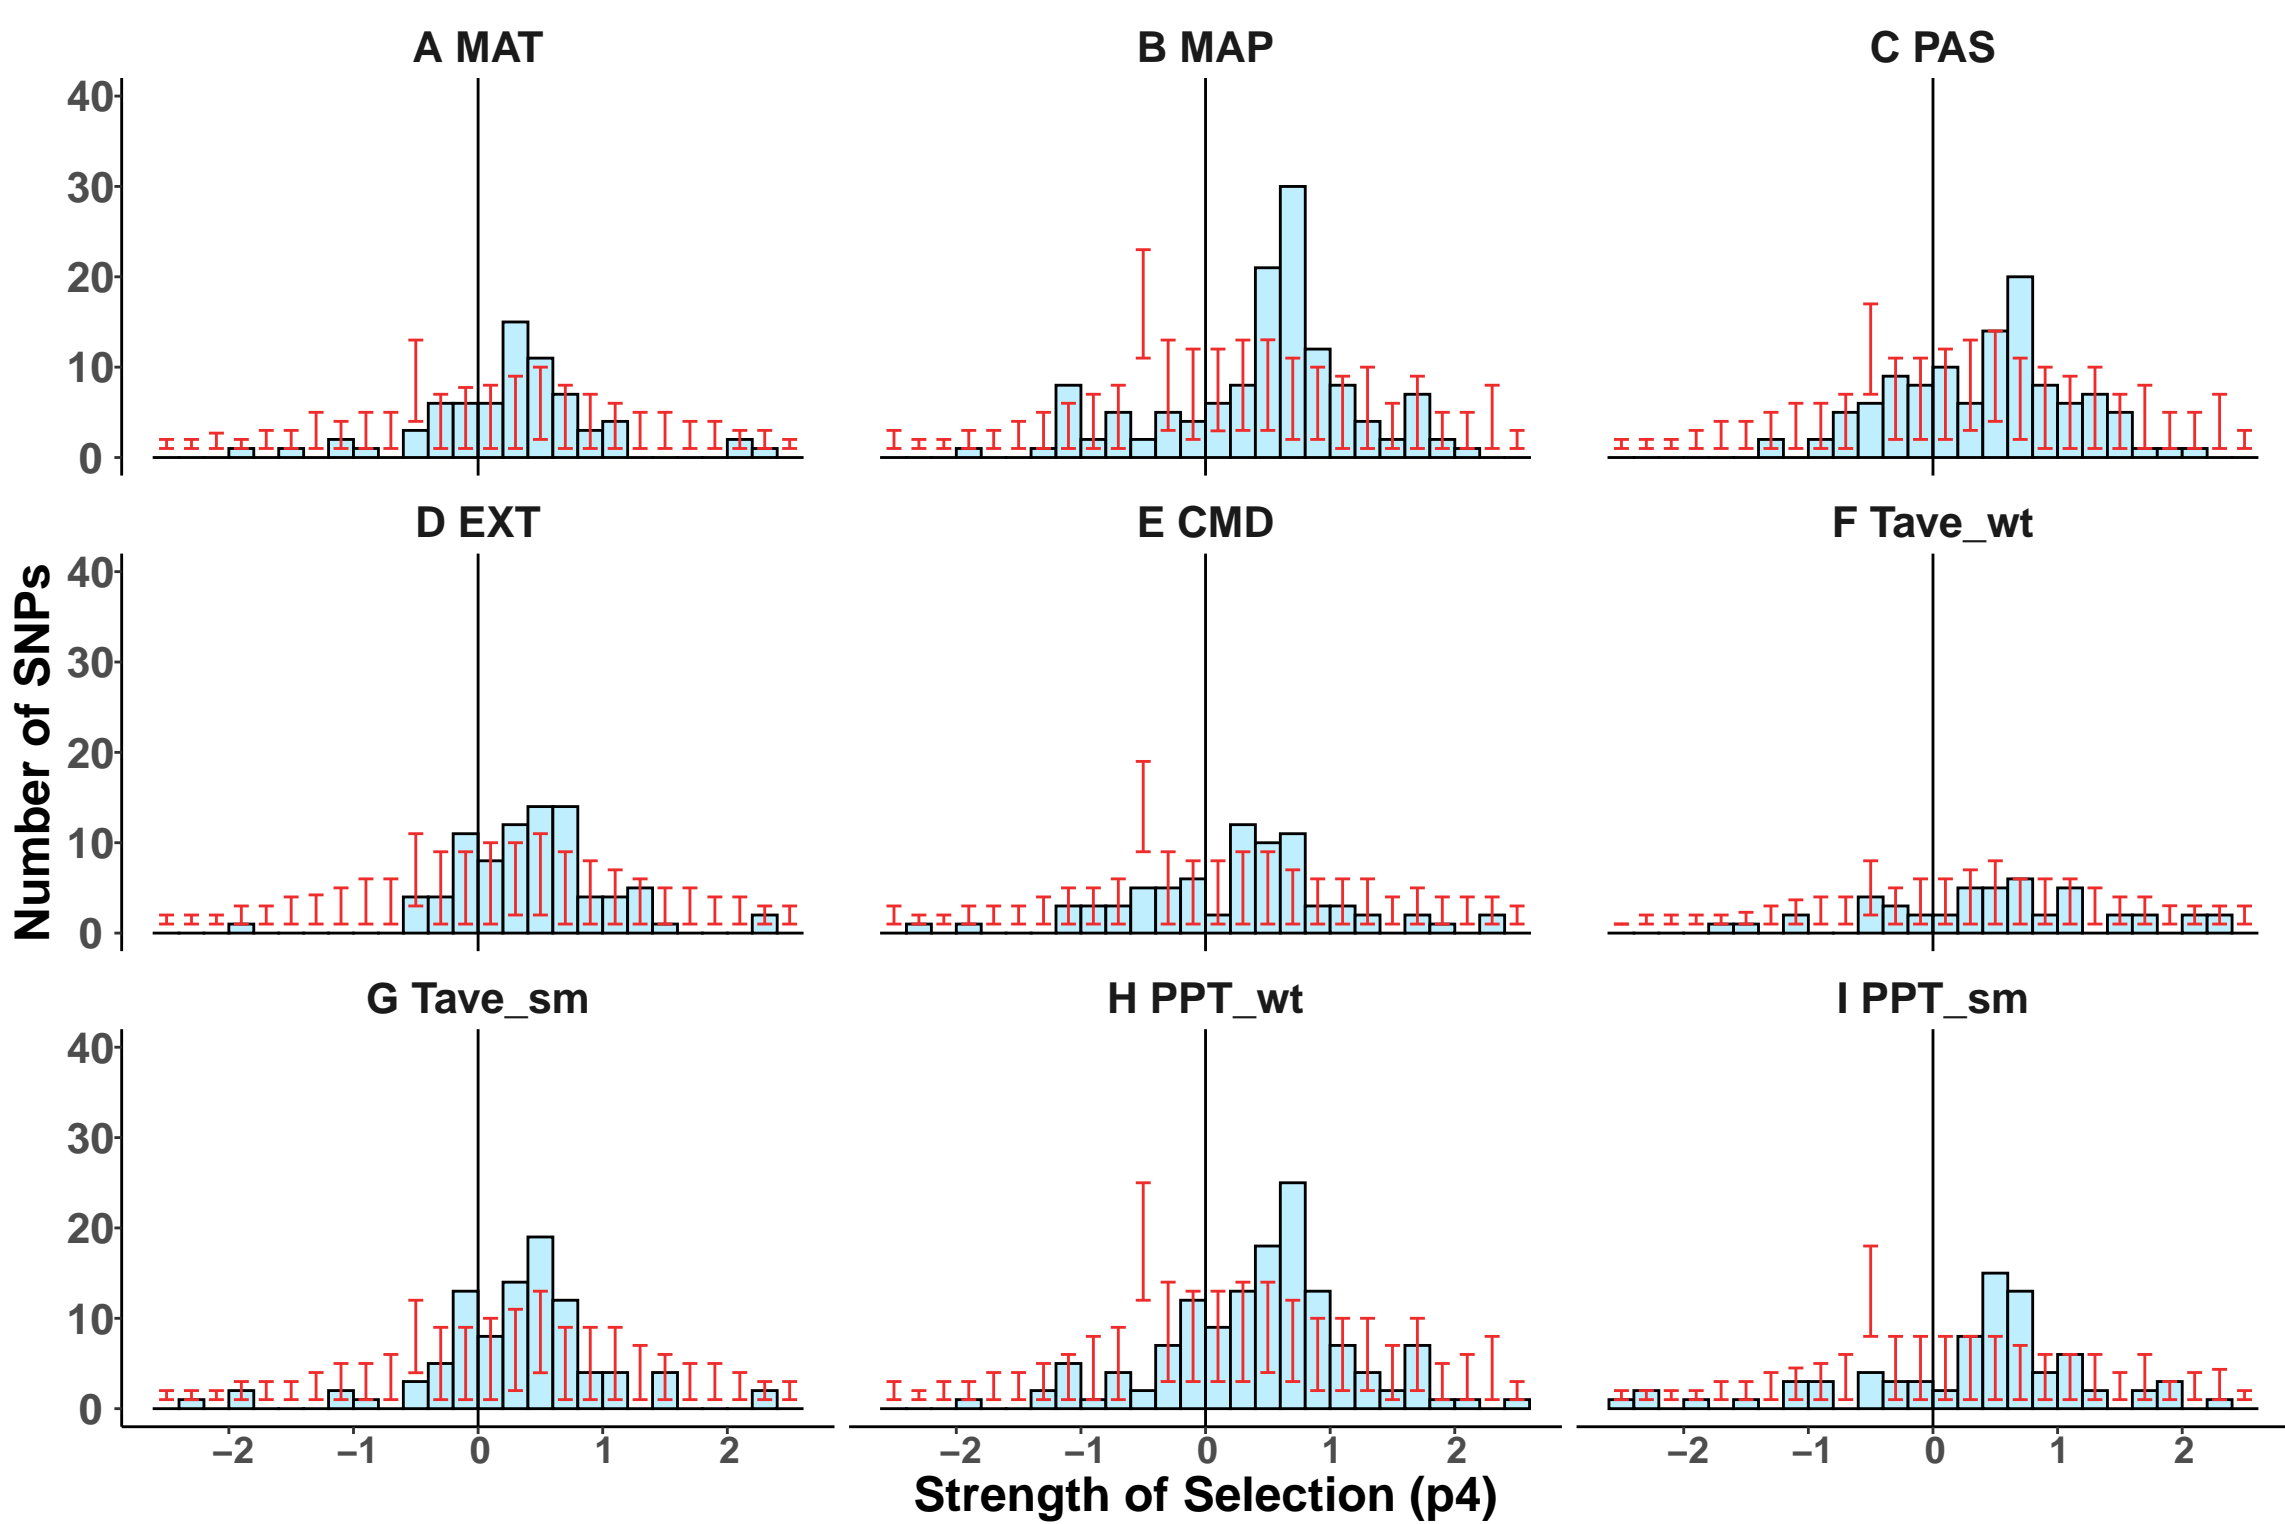 A MAT
B MAP
C PAS
40
30
20
10
0
D EXT
E CMD
F Tave_wt
40
30
20
10
0
Number of SNPs
G Tave_sm
H PPT_wt
I PPT_sm
40
30
20
10
0
−2 −1 0 1 2
−2 −1 0 1 2
−2 −1 0 1 2
Strength of Selection (p4)